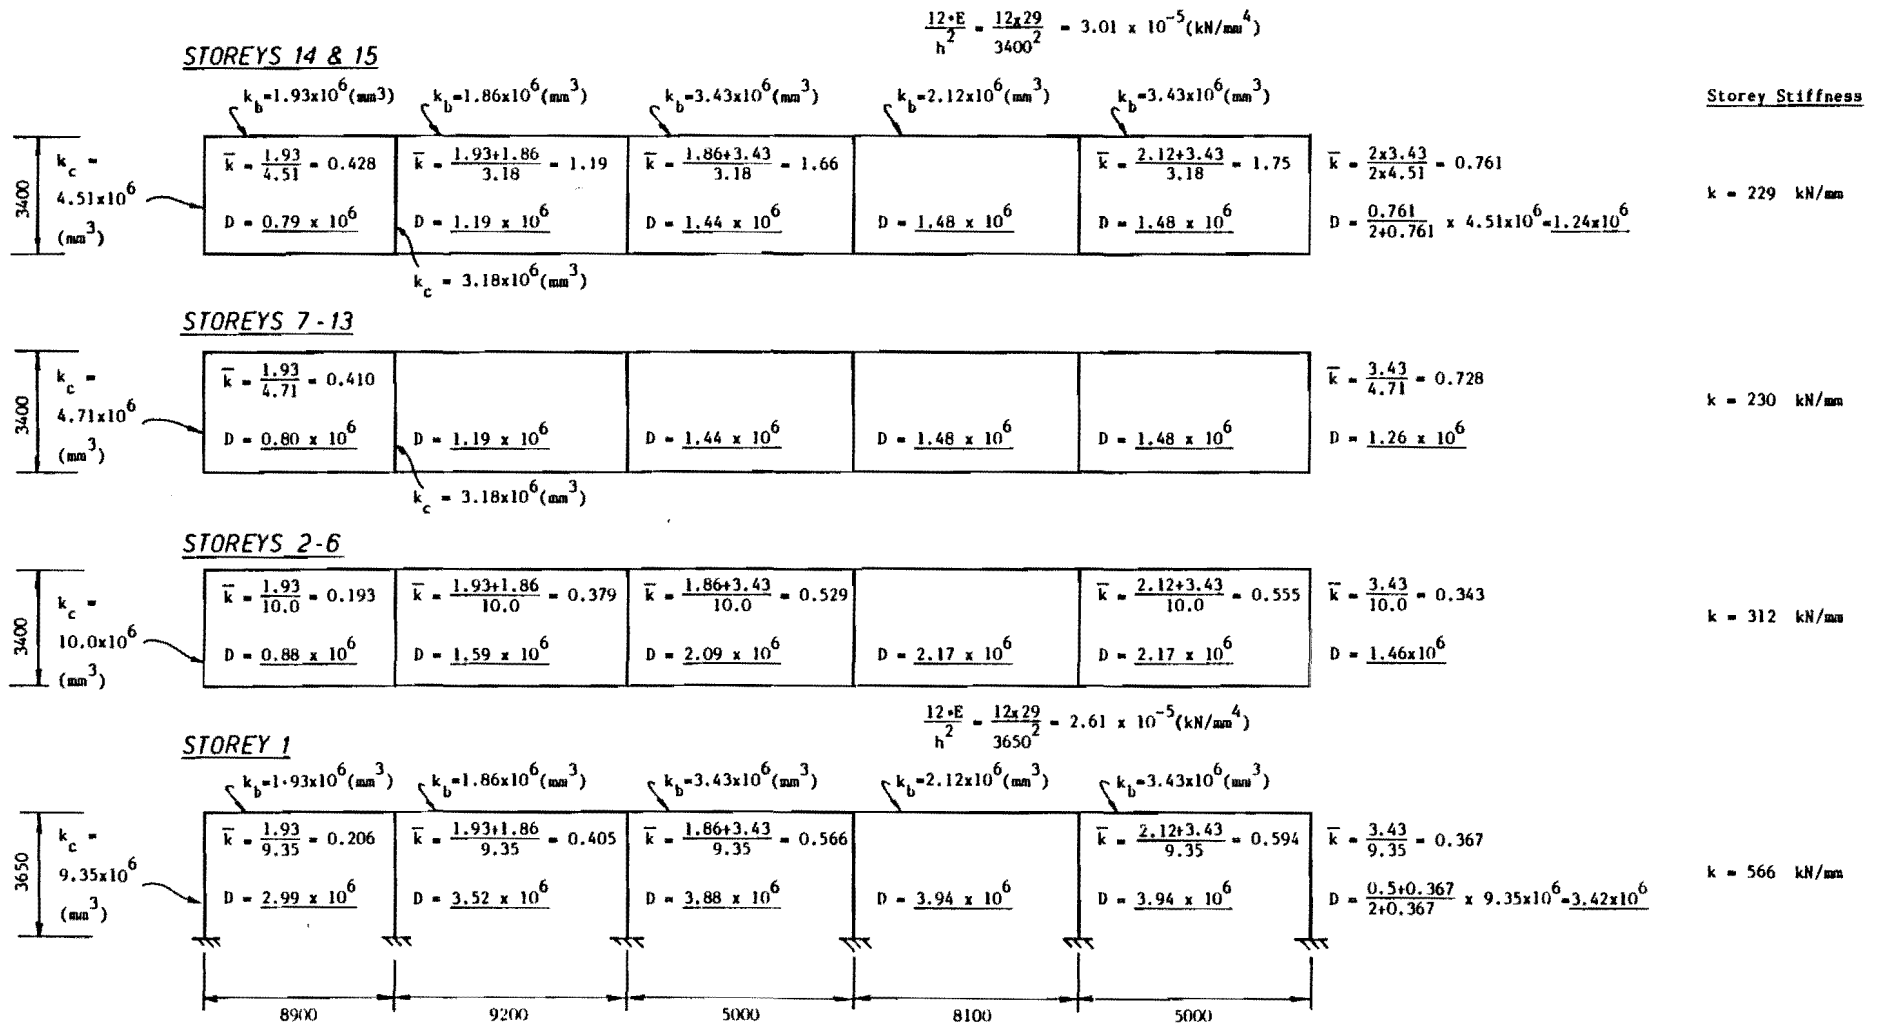 12·E/h² = 12x29/3400² = 3.01 x 10⁻⁵(kN/mm⁴)
STOREYS 14 & 15
Storey Stiffness
k_b=1.93x10⁶(mm3) k_b=1.86x10⁶(mm³) k_b=3.43x10⁶(mm³) k_b=2.12x10⁶(mm³) k_b=3.43x10⁶(mm³)
3400
k_c = 4.51x10⁶ (mm³)
k̄ = 1.93/4.51 = 0.428 k̄ = 1.93+1.86/3.18 = 1.19 k̄ = 1.86+3.43/3.18 = 1.66 k̄ = 2.12+3.43/3.18 = 1.75 k̄ = 2x3.43/2x4.51 = 0.761
k = 229 kN/mm
D = 0.79 x 10⁶ D = 1.19 x 10⁶ D = 1.44 x 10⁶ D = 1.48 x 10⁶ D = 1.48 x 10⁶ D = 0.761/2+0.761 x 4.51x10⁶=1.24x10⁶
k_c = 3.18x10⁶(mm³)
STOREYS 7-13
3400
k_c = 4.71x10⁶ (mm³)
k̄ = 1.93/4.71 = 0.410 k̄ = 3.43/4.71 = 0.728
k = 230 kN/mm
D = 0.80 x 10⁶ D = 1.19 x 10⁶ D = 1.44 x 10⁶ D = 1.48 x 10⁶ D = 1.48 x 10⁶ D = 1.26 x 10⁶
k_c = 3.18x10⁶(mm³)
STOREYS 2-6
3400
k_c = 10.0x10⁶ (mm³)
k̄ = 1.93/10.0 = 0.193 k̄ = 1.93+1.86/10.0 = 0.379 k̄ = 1.86+3.43/10.0 = 0.529 k̄ = 2.12+3.43/10.0 = 0.555 k̄ = 3.43/10.0 = 0.343
k = 312 kN/mm
D = 0.88 x 10⁶ D = 1.59 x 10⁶ D = 2.09 x 10⁶ D = 2.17 x 10⁶ D = 2.17 x 10⁶ D = 1.46x10⁶
12·E/h² = 12x29/3650² = 2.61 x 10⁻⁵(kN/mm⁴)
STOREY 1
k_b=1.93x10⁶(mm³) k_b=1.86x10⁶(mm³) k_b=3.43x10⁶(mm³) k_b=2.12x10⁶(mm³) k_b=3.43x10⁶(mm³)
3650
k_c = 9.35x10⁶ (mm³)
k̄ = 1.93/9.35 = 0.206 k̄ = 1.93+1.86/9.35 = 0.405 k̄ = 1.86+3.43/9.35 = 0.566 k̄ = 2.12+3.43/9.35 = 0.594 k̄ = 3.43/9.35 = 0.367
k = 566 kN/mm
D = 2.99 x 10⁶ D = 3.52 x 10⁶ D = 3.88 x 10⁶ D = 3.94 x 10⁶ D = 3.94 x 10⁶ D = 0.5+0.367/2+0.367 x 9.35x10⁶=3.42x10⁶
8900 9200 5000 8100 5000